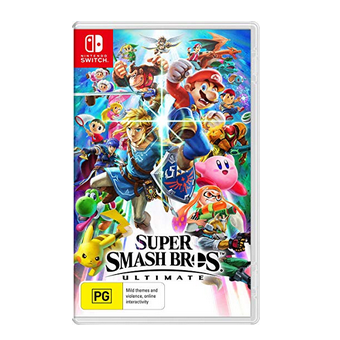 NINTENDO
SWITCH
SUPER
SMASH BROS.
ULTIMATE
PG
Mild themes and
violence, online
interactivity